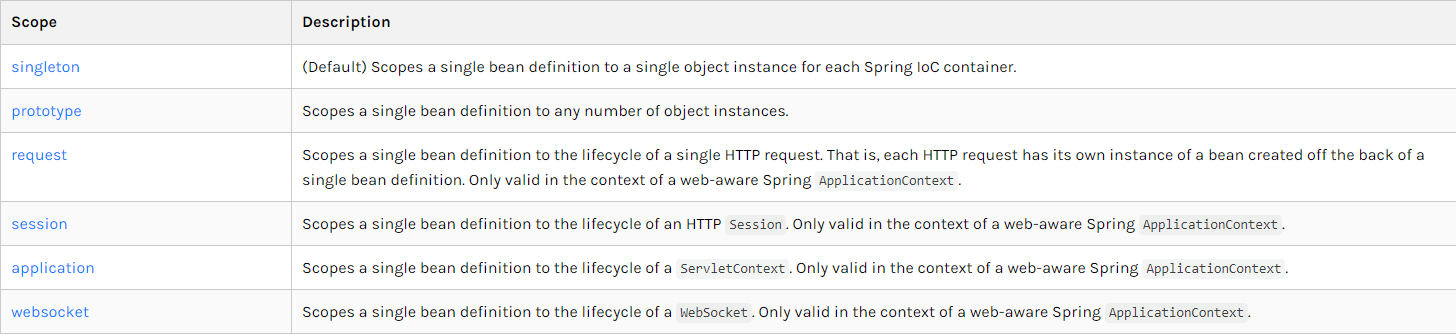 Scope Description
singleton (Default) Scopes a single bean definition to a single object instance for each Spring IoC container.
prototype Scopes a single bean definition to any number of object instances.
request Scopes a single bean definition to the lifecycle of a single HTTP request. That is, each HTTP request has its own instance of a bean created off the back of a
single bean definition. Only valid in the context of a web-aware Spring ApplicationContext.
session Scopes a single bean definition to the lifecycle of an HTTP Session. Only valid in the context of a web-aware Spring ApplicationContext.
application Scopes a single bean definition to the lifecycle of a ServletContext. Only valid in the context of a web-aware Spring ApplicationContext.
websocket Scopes a single bean definition to the lifecycle of a WebSocket. Only valid in the context of a web-aware Spring ApplicationContext.